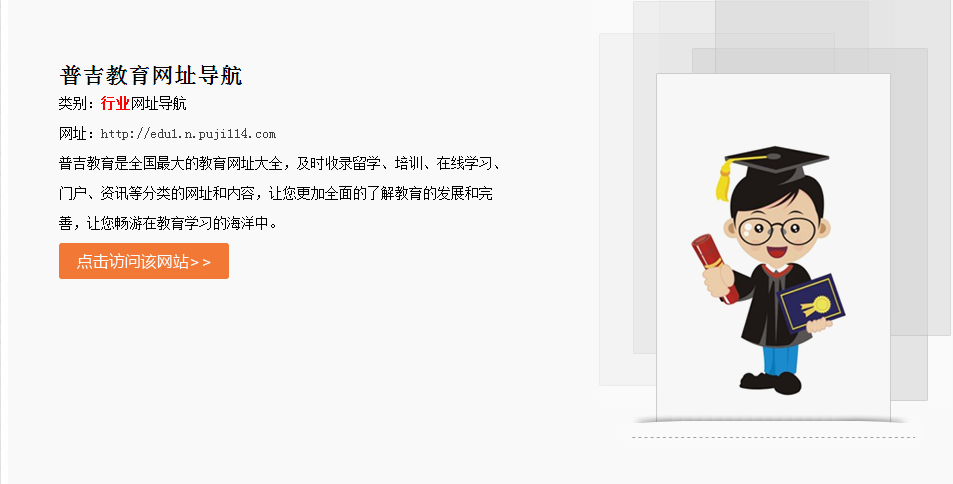 普吉教育网址导航
类别：行业网址导航
网址：http://edu1.n.puji114.com
普吉教育是全国最大的教育网址大全，及时收录留学、培训、在线学习、
门户、资讯等分类的网址和内容，让您更加全面的了解教育的发展和完
善，让您畅游在教育学习的海洋中。
点击访问该网站>>